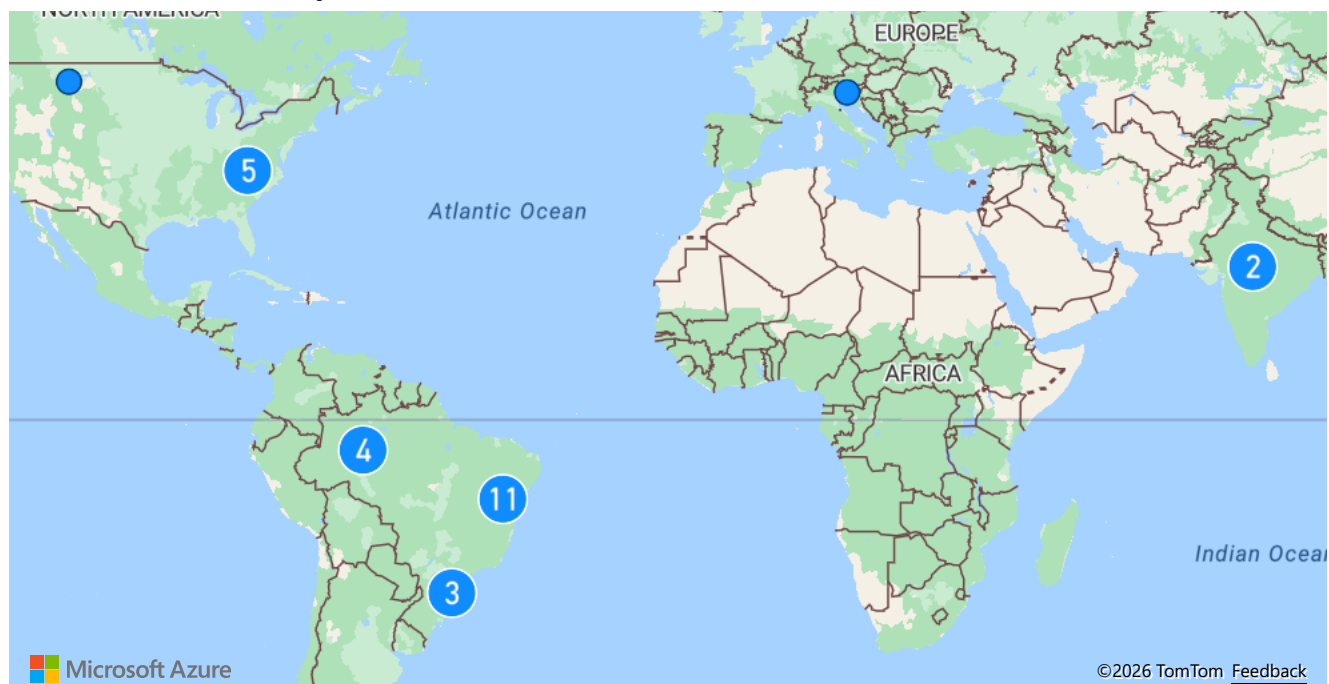 NORTH AMERICA
EUROPE
5
Atlantic Ocean
2
AFRICA
4
11
Indian Ocean
3
Microsoft Azure
©2026 TomTom Feedback